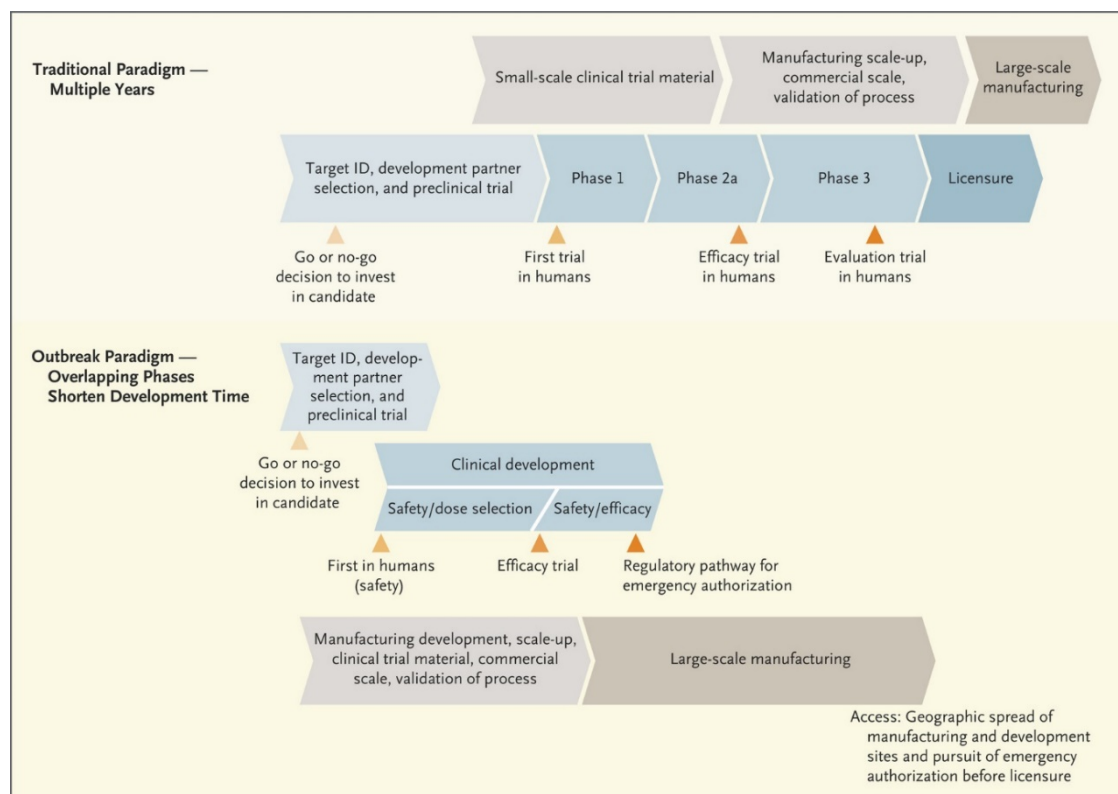 Traditional Paradigm —
Multiple Years
Small-scale clinical trial material
Manufacturing scale-up,
commercial scale,
validation of process
Large-scale
manufacturing
Target ID, development partner
selection, and preclinical trial
Phase 1
Phase 2a
Phase 3
Licensure
Go or no-go
decision to invest
in candidate
First trial
in humans
Efficacy trial
in humans
Evaluation trial
in humans
Outbreak Paradigm —
Overlapping Phases
Shorten Development Time
Target ID, develop-
ment partner
selection, and
preclinical trial
Go or no-go
decision to invest
in candidate
Clinical development
Safety/dose selection
Safety/efficacy
First in humans
(safety)
Efficacy trial
Regulatory pathway for
emergency authorization
Manufacturing development, scale-up,
clinical trial material, commercial
scale, validation of process
Large-scale manufacturing
Access: Geographic spread of
manufacturing and development
sites and pursuit of emergency
authorization before licensure